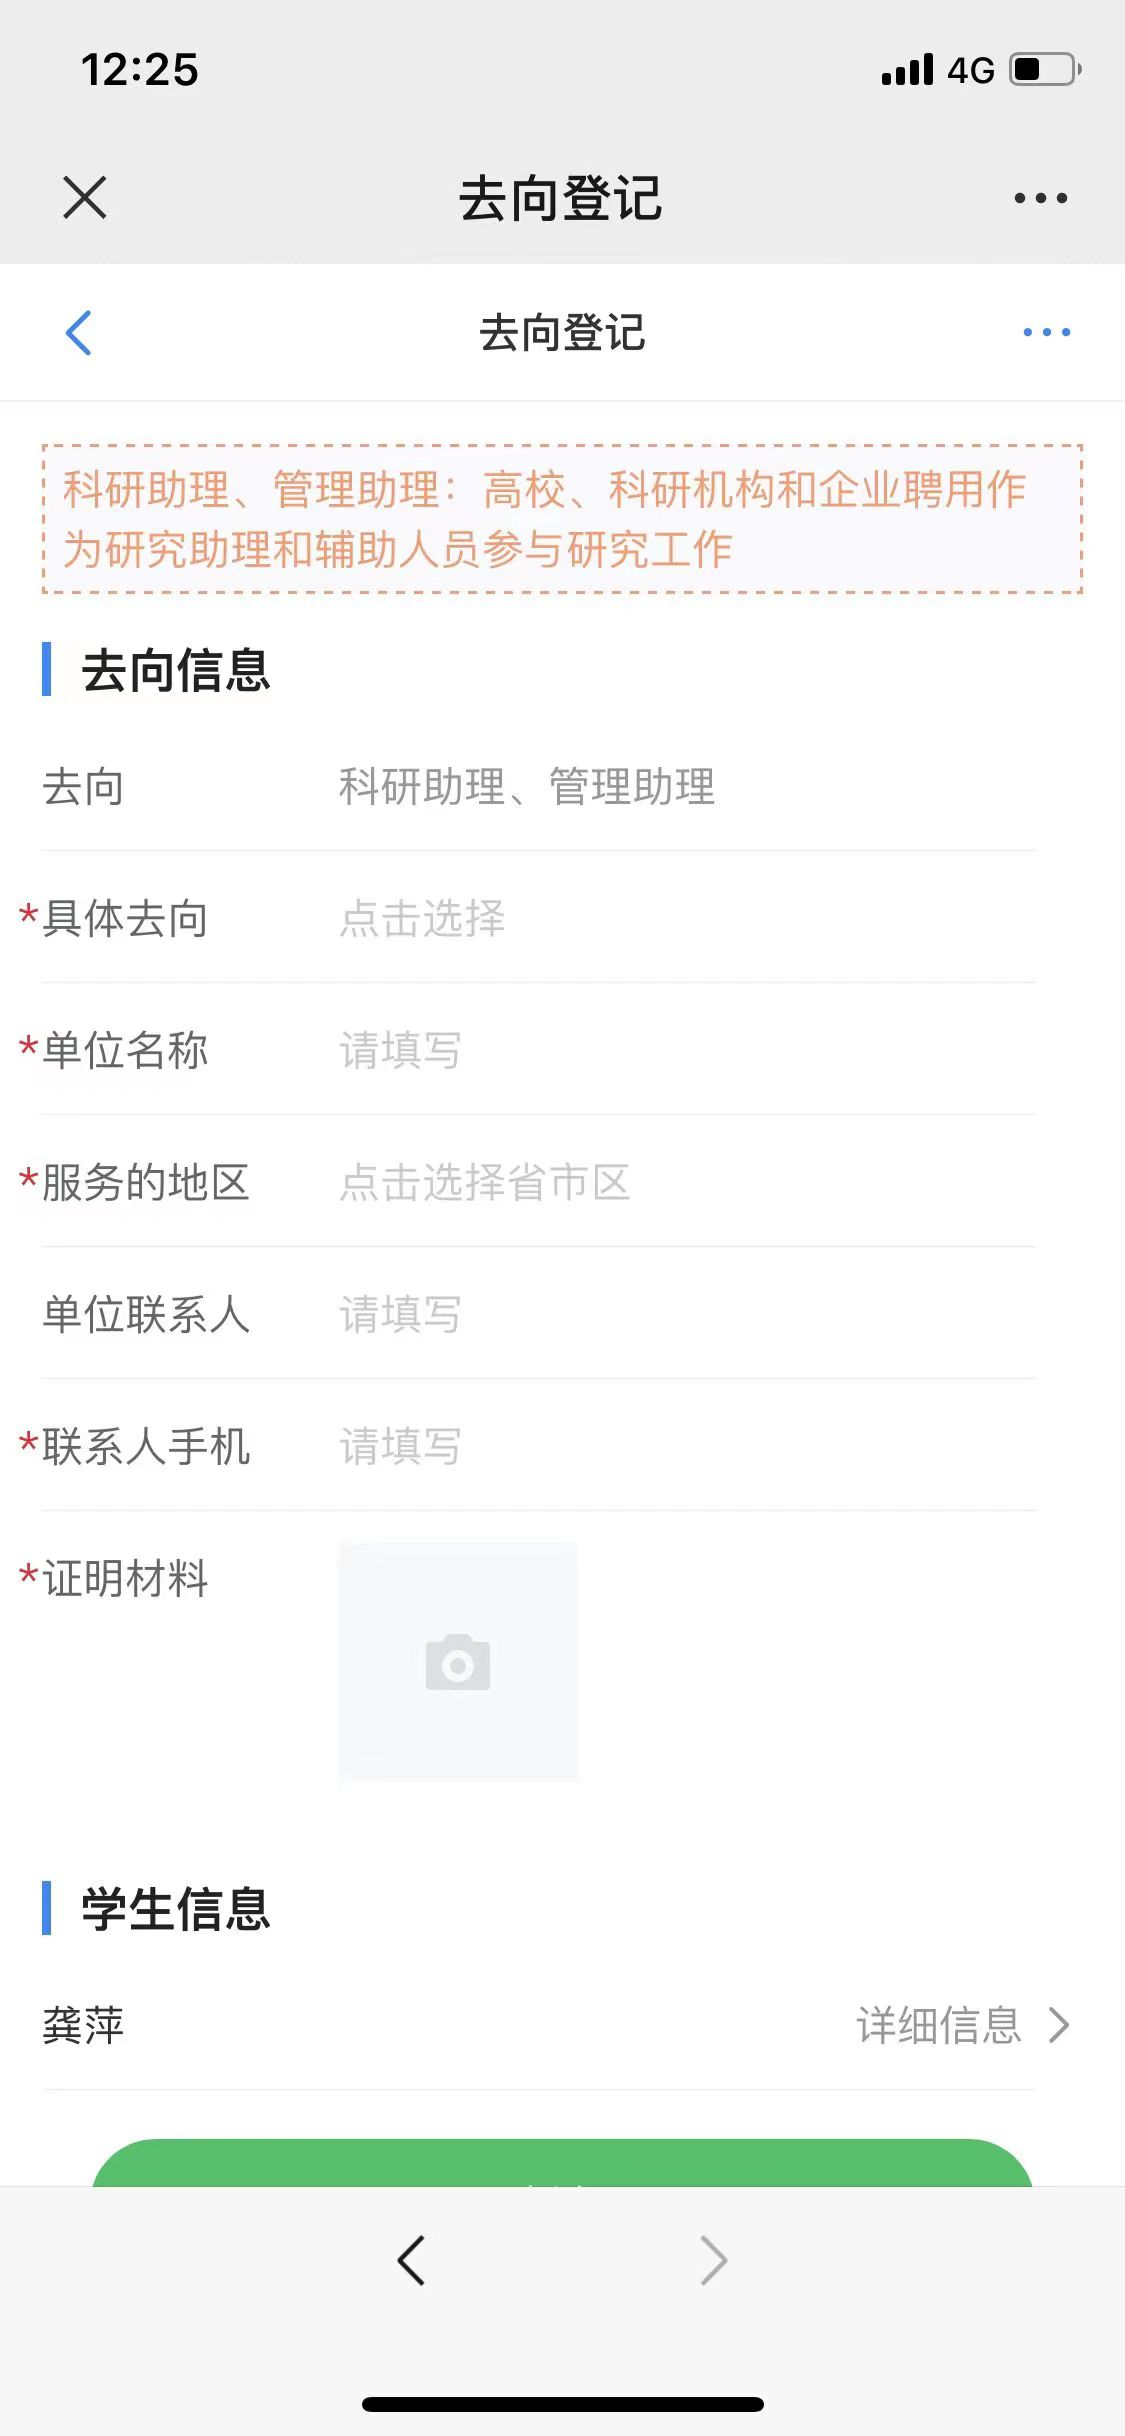 12:25
4G
去向登记
去向登记
科研助理、管理助理：高校、科研机构和企业聘用作
为研究助理和辅助人员参与研究工作
去向信息
去向 科研助理、管理助理
*具体去向 点击选择
*单位名称 请填写
*服务的地区 点击选择省市区
单位联系人 请填写
*联系人手机 请填写
*证明材料
学生信息
龚萍 详细信息